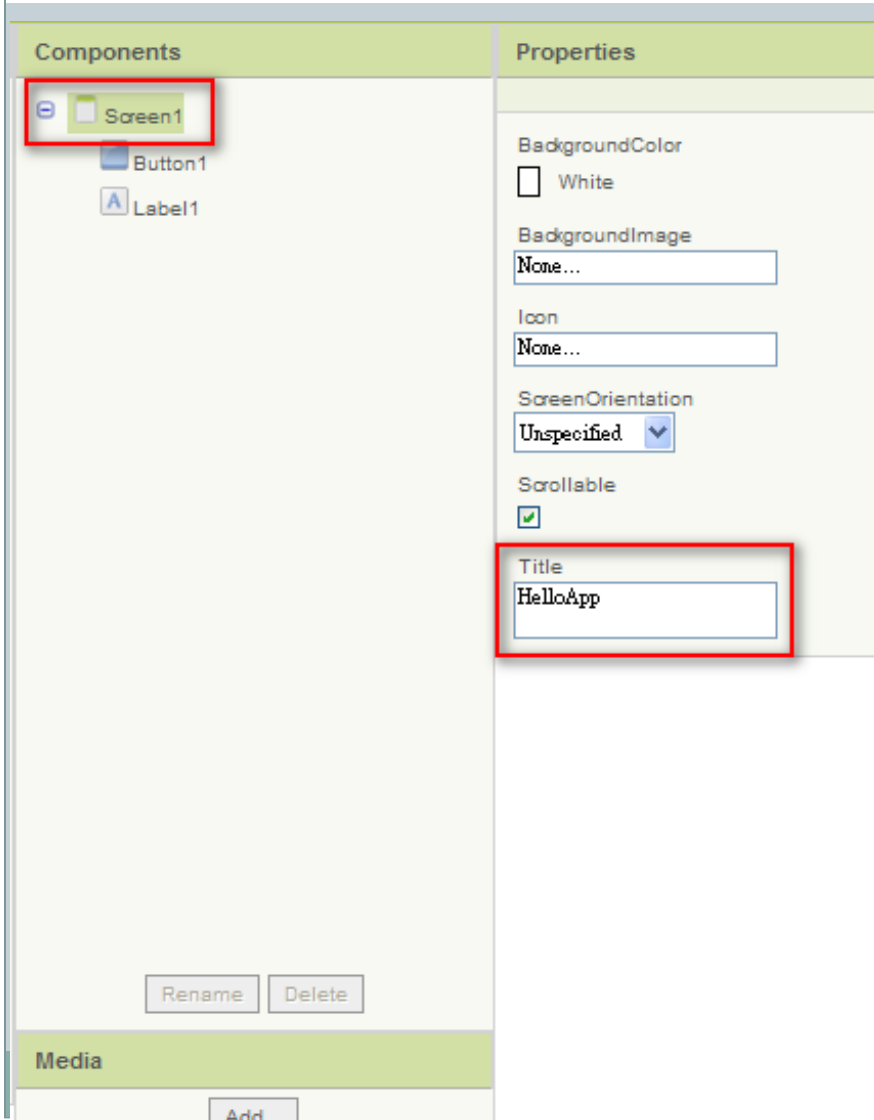 Components
Screen1
Button1
A
Label1
Rename
Delete
Media
Add...
Properties
BackgroundColor
White
BackgroundImage
None...
Icon
None...
ScreenOrientation
Unspecified
Scrollable
Title
HelloApp